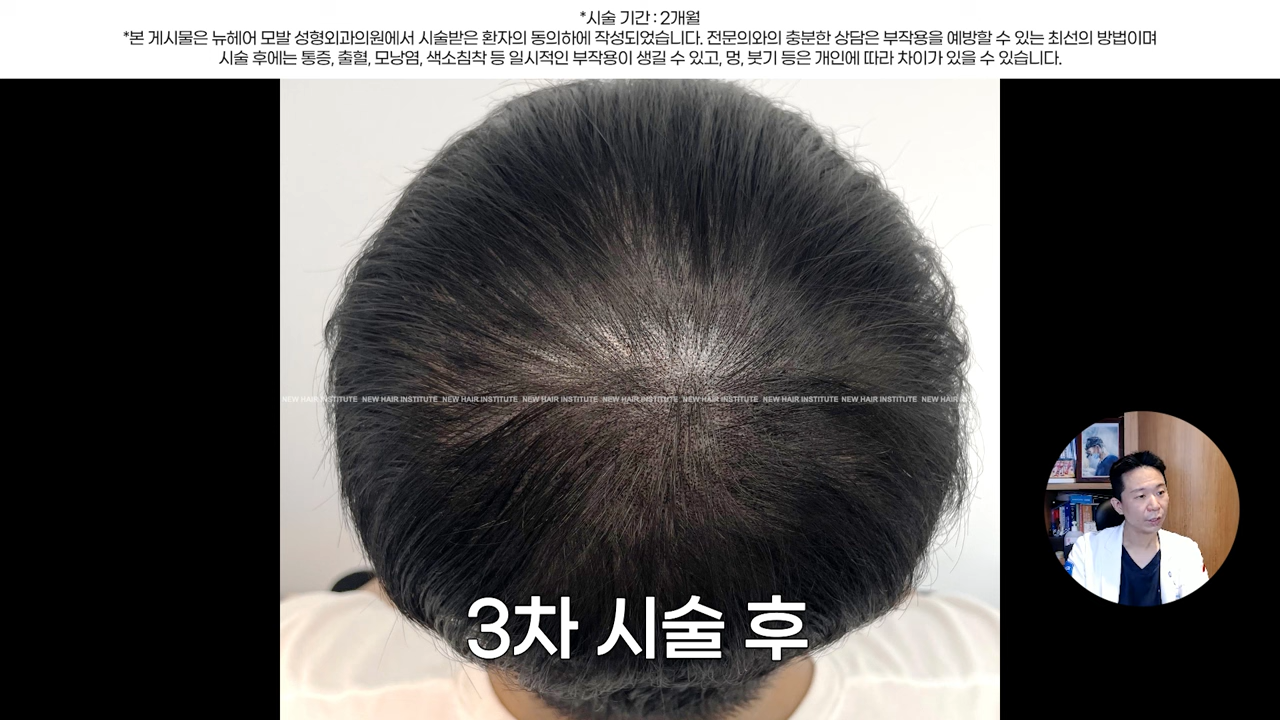 *시술 기간 : 2개월
*본 게시물은 뉴헤어 모발 성형외과의원에서 시술받은 환자의 동의하에 작성되었습니다. 전문의와의 충분한 상담은 부작용을 예방할 수 있는 최선의 방법이며
시술 후에는 통증, 출혈, 모낭염, 색소침착 등 일시적인 부작용이 생길 수 있고, 멍, 붓기 등은 개인에 따라 차이가 있을 수 있습니다.
NEW HAIR INSTITUTE NEW HAIR INSTITUTE NEW HAIR INSTITUTE NEW HAIR INSTITUTE NEW HAIR INSTITUTE NEW HAIR INSTITUTE NEW HAIR INSTITUTE NEW HAIR INSTITUTE NEW HAIR
3차 시술 후